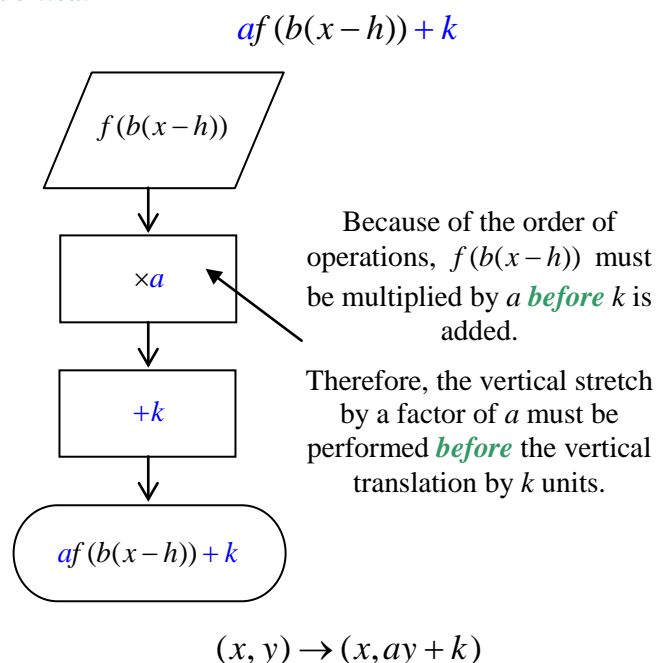 af(b(x−h))+k
f(b(x−h))
×a
Because of the order of
operations, f(b(x−h)) must
be multiplied by a before k is
added.
+k
Therefore, the vertical stretch
by a factor of a must be
performed before the vertical
translation by k units.
af(b(x−h))+k
(x, y)→(x,ay+k)